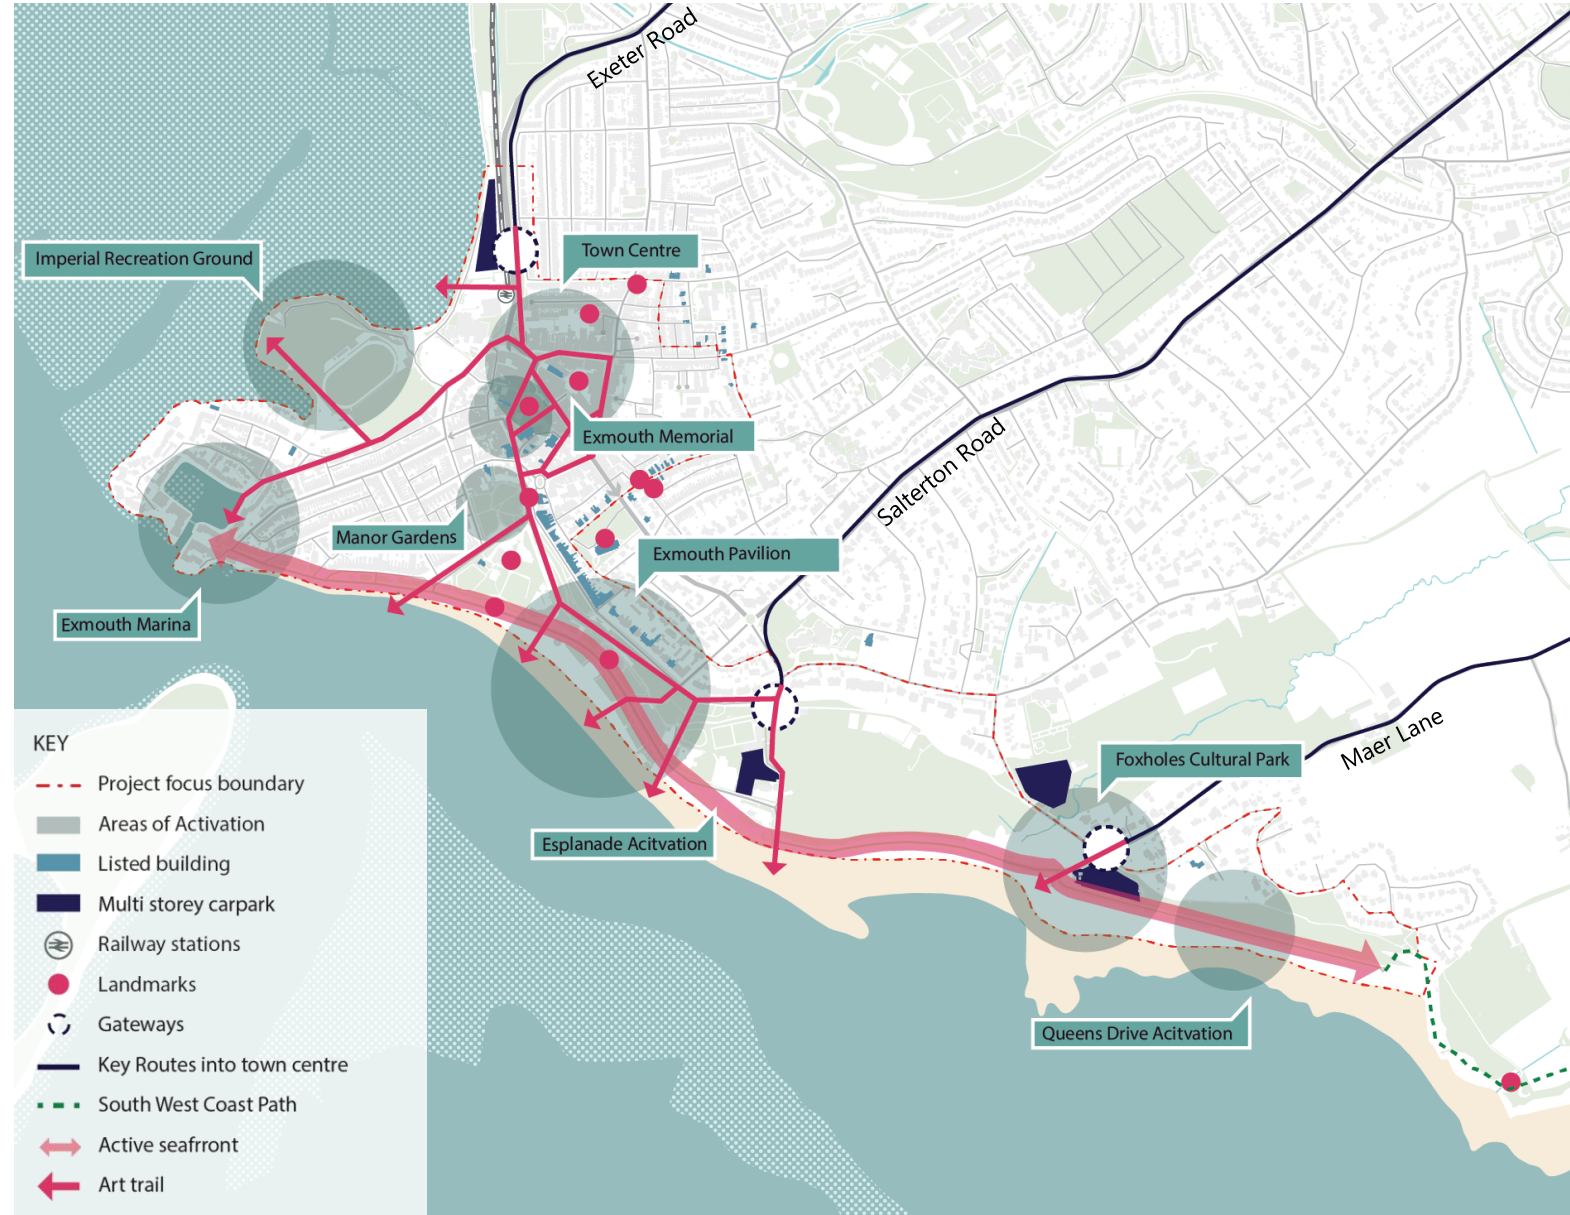 Exeter Road
Imperial Recreation Ground
Town Centre
Exmouth Memorial
Salterton Road
Manor Gardens
Exmouth Pavilion
Exmouth Marina
Maer Lane
Foxholes Cultural Park
Esplanade Acitvation
Queens Drive Acitvation
KEY
Project focus boundary
Areas of Activation
Listed building
Multi storey carpark
Railway stations
Landmarks
Gateways
Key Routes into town centre
South West Coast Path
Active seafrront
Art trail